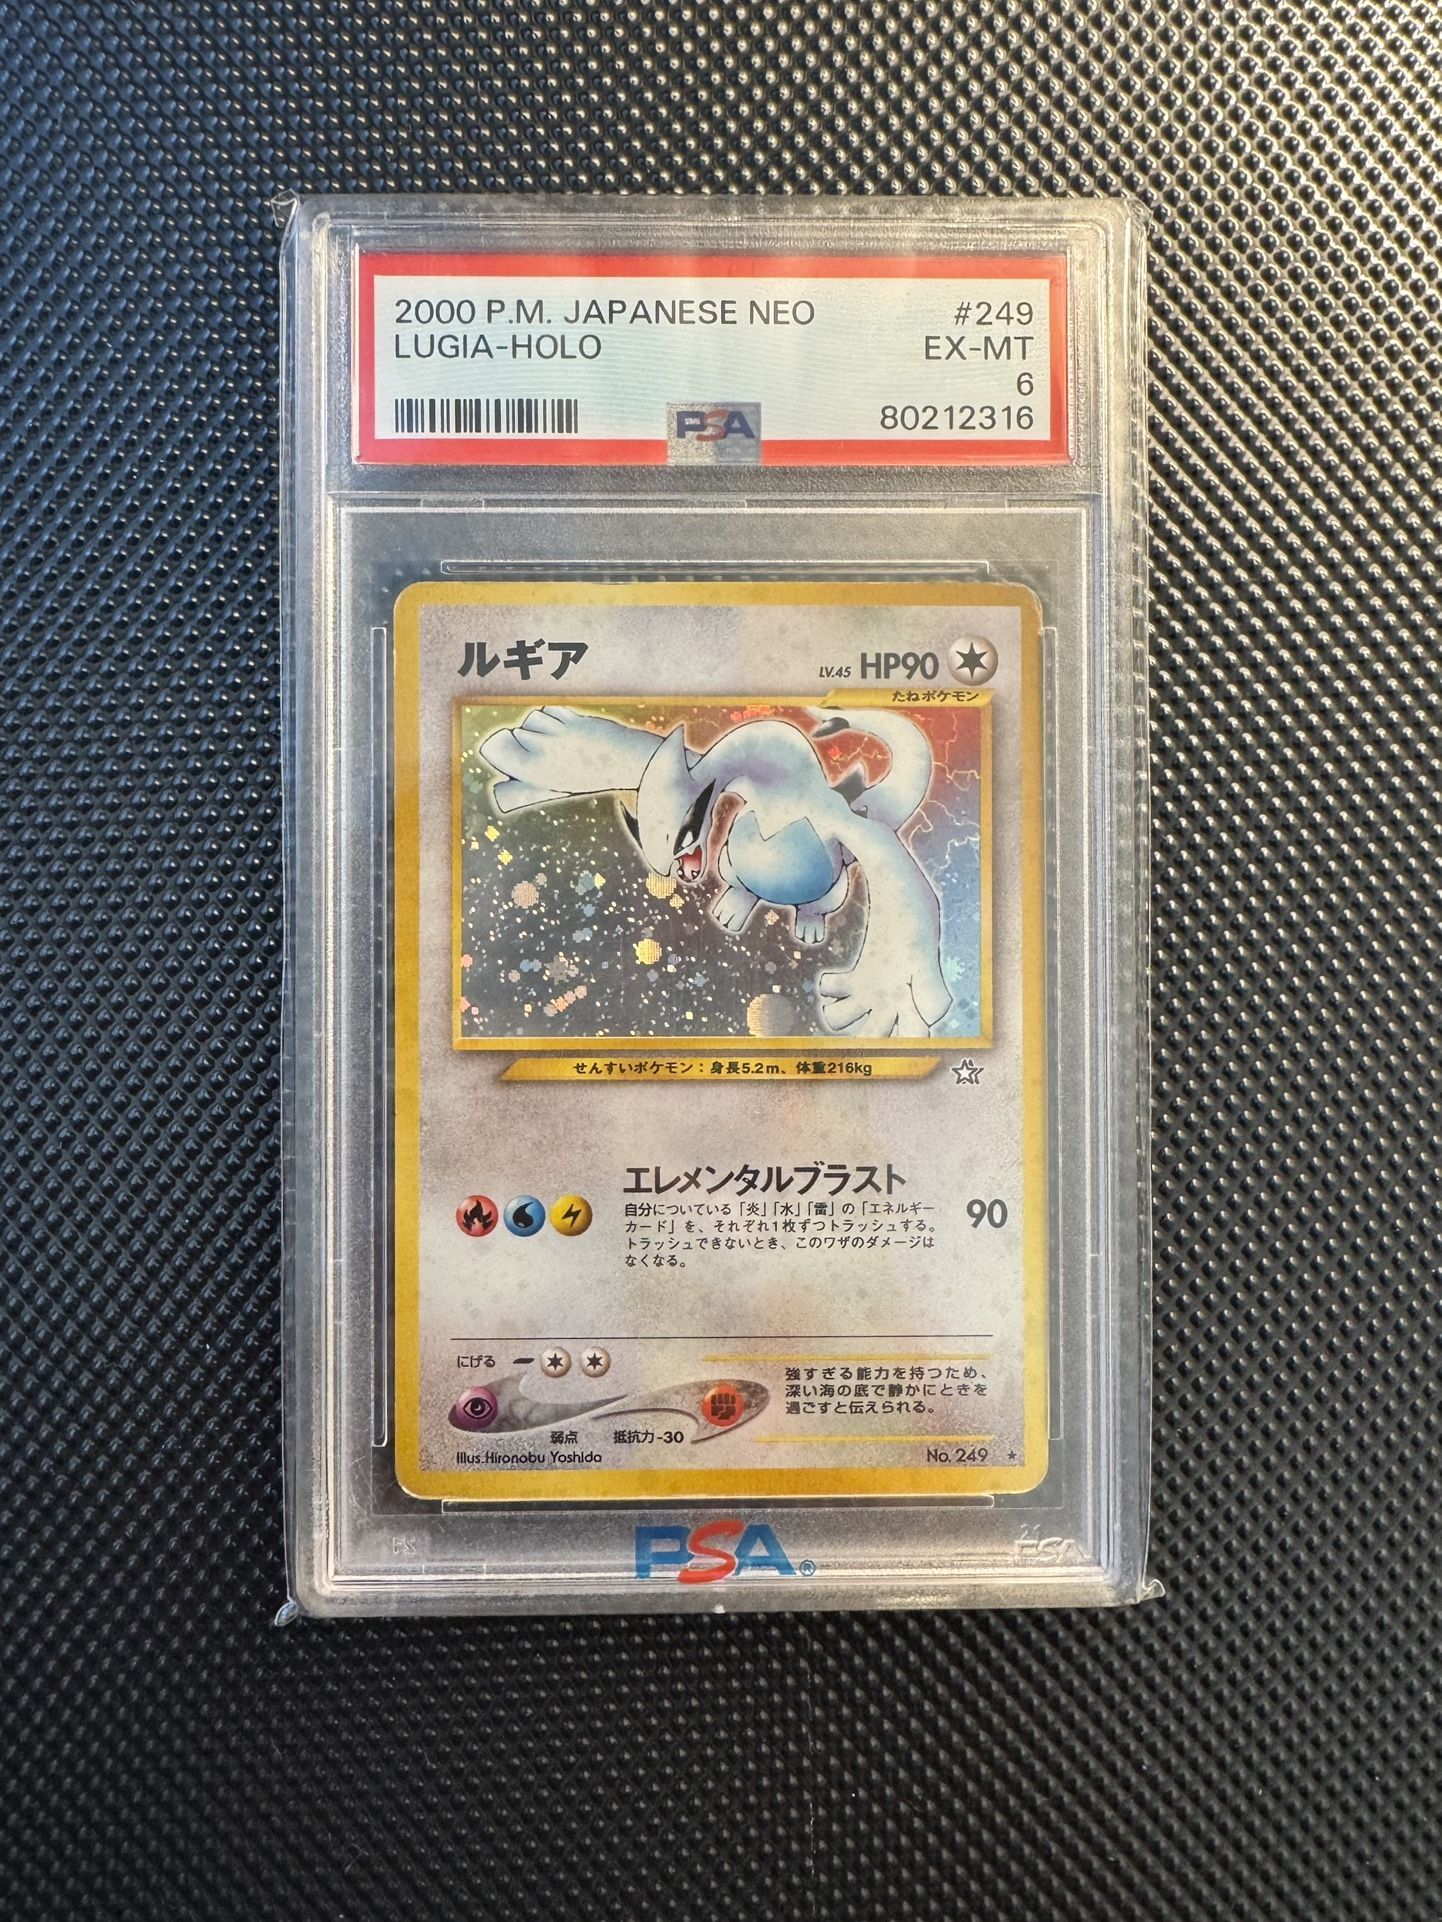 2000 P.M. JAPANESE NEO #249
LUGIA-HOLO EX-MT
6
80212316
PSA
ルギア LV.45 HP90
たねポケモン
せんすいポケモン：身長5.2m、体重216kg
エレメンタルブラスト
自分についている「炎」「水」「雷」の「エネルギー
カード」を、それぞれ1枚ずつトラッシュする。
トラッシュできないとき、このワザのダメージは
なくなる。
90
にげる
弱点 抵抗力-30
強すぎる能力を持つため、
深い海の底で静かにときを
過ごすと伝えられる。
Illus. Hironobu Yoshida No. 249 ★
PSA®
PSA